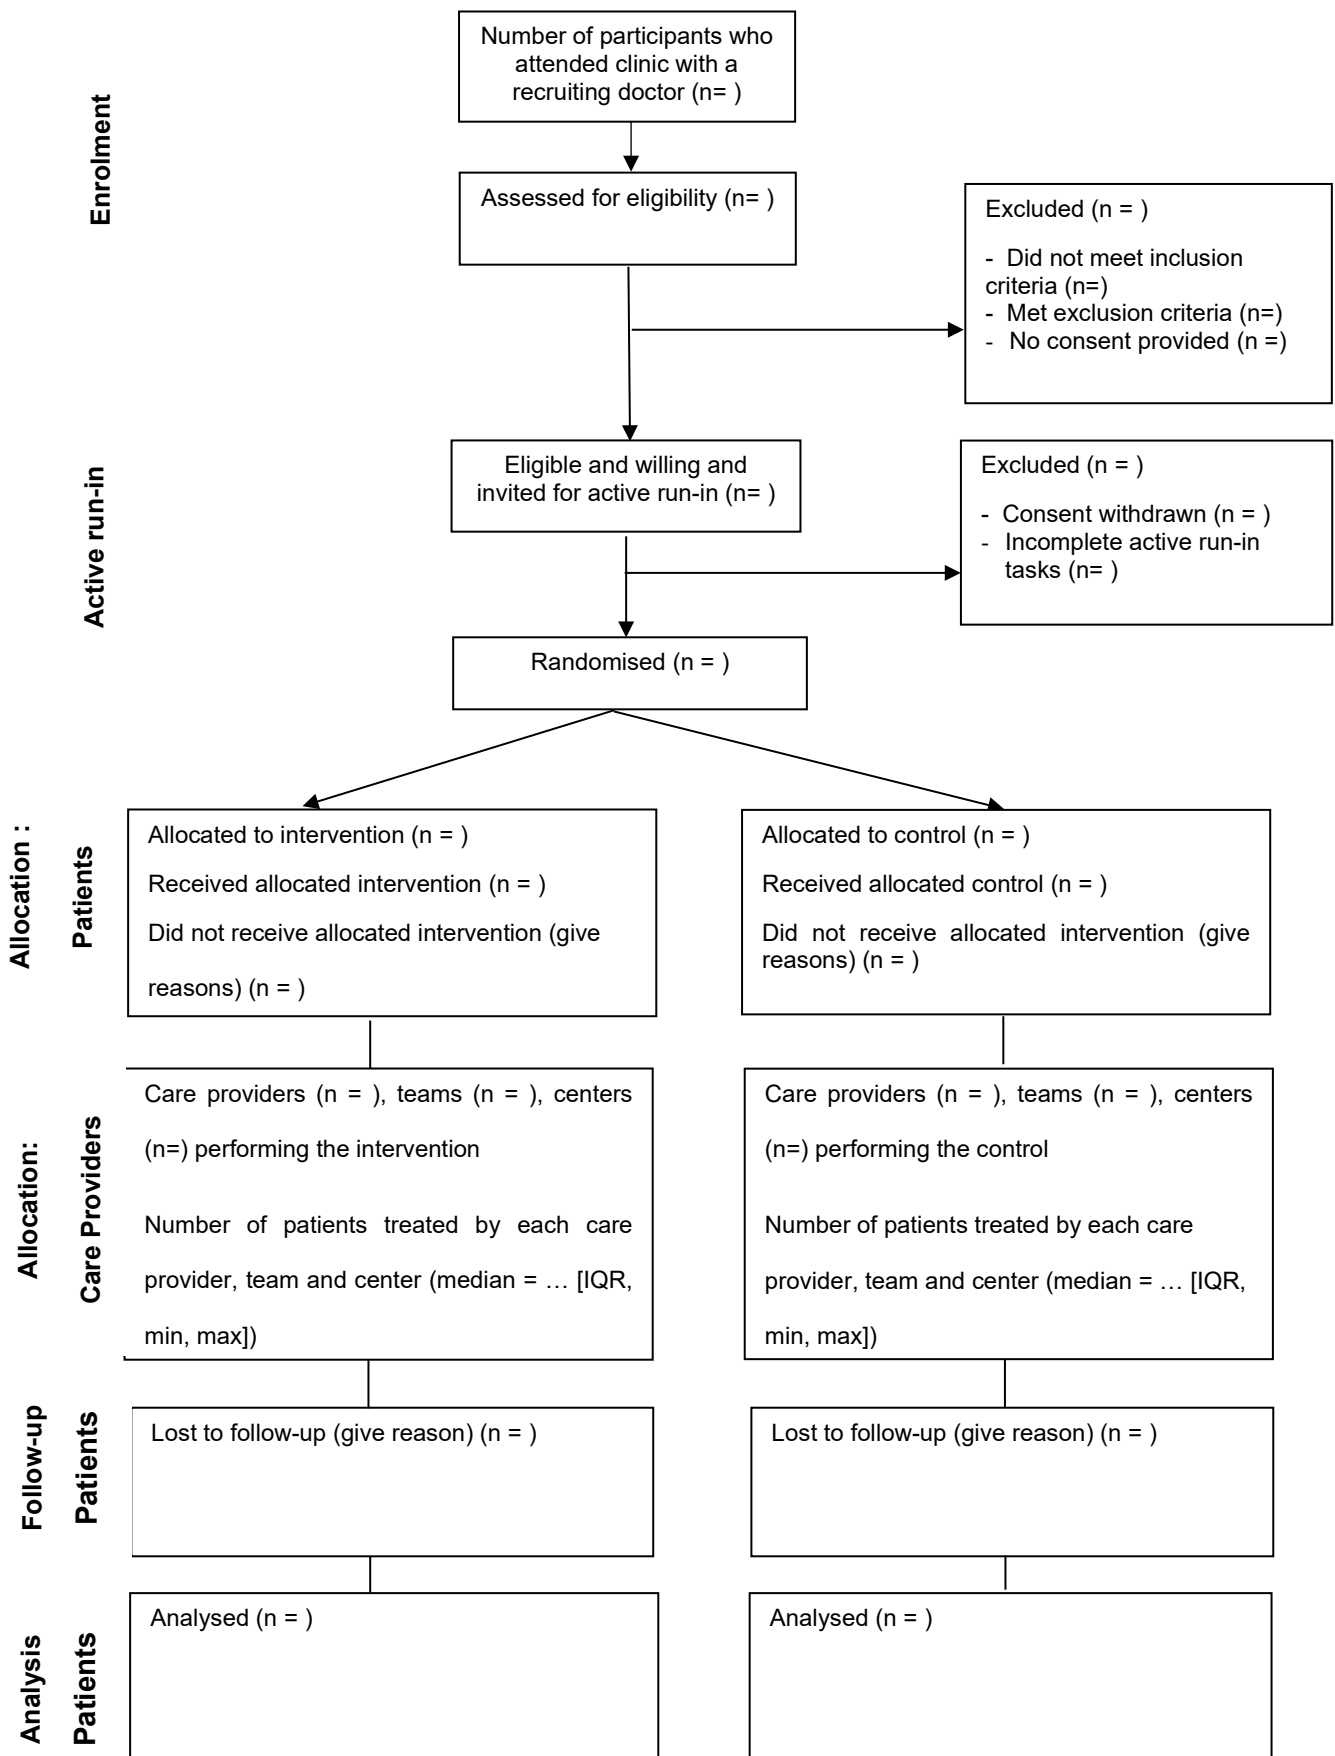 Number of participants who
attended clinic with a
recruiting doctor (n= )
Enrolment
Assessed for eligibility (n= )
Excluded (n = )
- Did not meet inclusion
criteria (n=)
- Met exclusion criteria (n=)
- No consent provided (n =)
Active run-in
Eligible and willing and
invited for active run-in (n= )
Excluded (n = )
- Consent withdrawn (n = )
- Incomplete active run-in
tasks (n= )
Randomised (n = )
Allocation :
Patients
Allocated to intervention (n = )
Received allocated intervention (n = )
Did not receive allocated intervention (give
reasons) (n = )
Allocated to control (n = )
Received allocated control (n = )
Did not receive allocated intervention (give
reasons) (n = )
Allocation:
Care Providers
Care providers (n = ), teams (n = ), centers
(n=) performing the intervention
Number of patients treated by each care
provider, team and center (median = … [IQR,
min, max])
Care providers (n = ), teams (n = ), centers
(n=) performing the control
Number of patients treated by each care
provider, team and center (median = … [IQR,
min, max])
Follow-up
Patients
Lost to follow-up (give reason) (n = )
Lost to follow-up (give reason) (n = )
Analysis
Patients
Analysed (n = )
Analysed (n = )